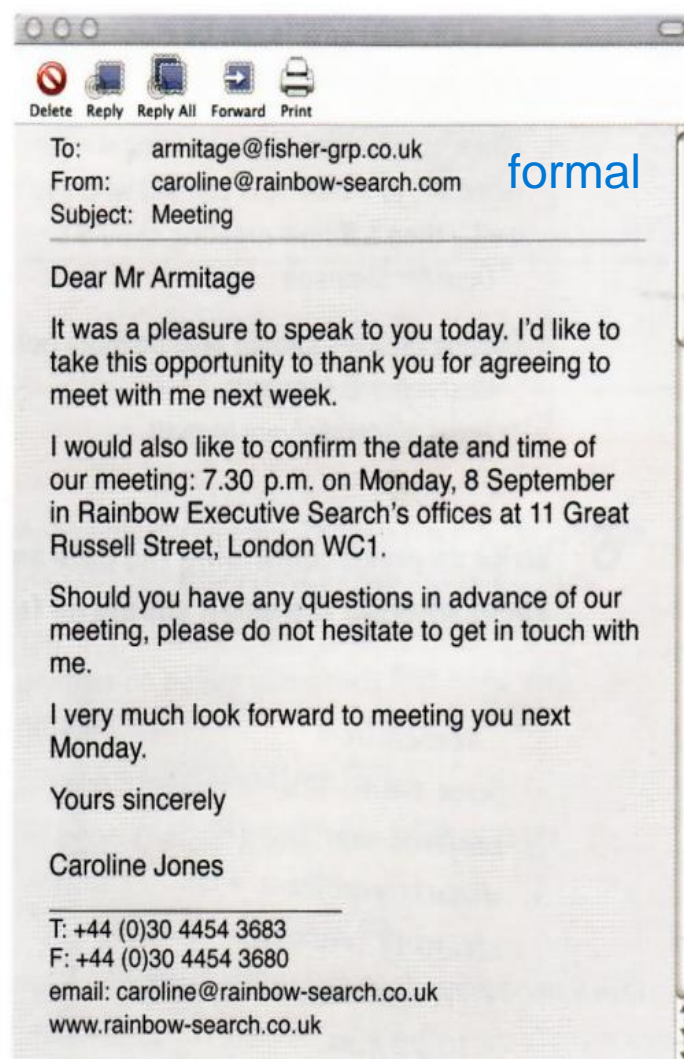 Delete Reply Reply All Forward Print
To: armitage@fisher-grp.co.uk
From: caroline@rainbow-search.com
formal
Subject: Meeting
Dear Mr Armitage
It was a pleasure to speak to you today. I'd like to
take this opportunity to thank you for agreeing to
meet with me next week.
I would also like to confirm the date and time of
our meeting: 7.30 p.m. on Monday, 8 September
in Rainbow Executive Search's offices at 11 Great
Russell Street, London WC1.
Should you have any questions in advance of our
meeting, please do not hesitate to get in touch with
me.
I very much look forward to meeting you next
Monday.
Yours sincerely
Caroline Jones
T: +44 (0)30 4454 3683
F: +44 (0)30 4454 3680
email: caroline@rainbow-search.co.uk
www.rainbow-search.co.uk